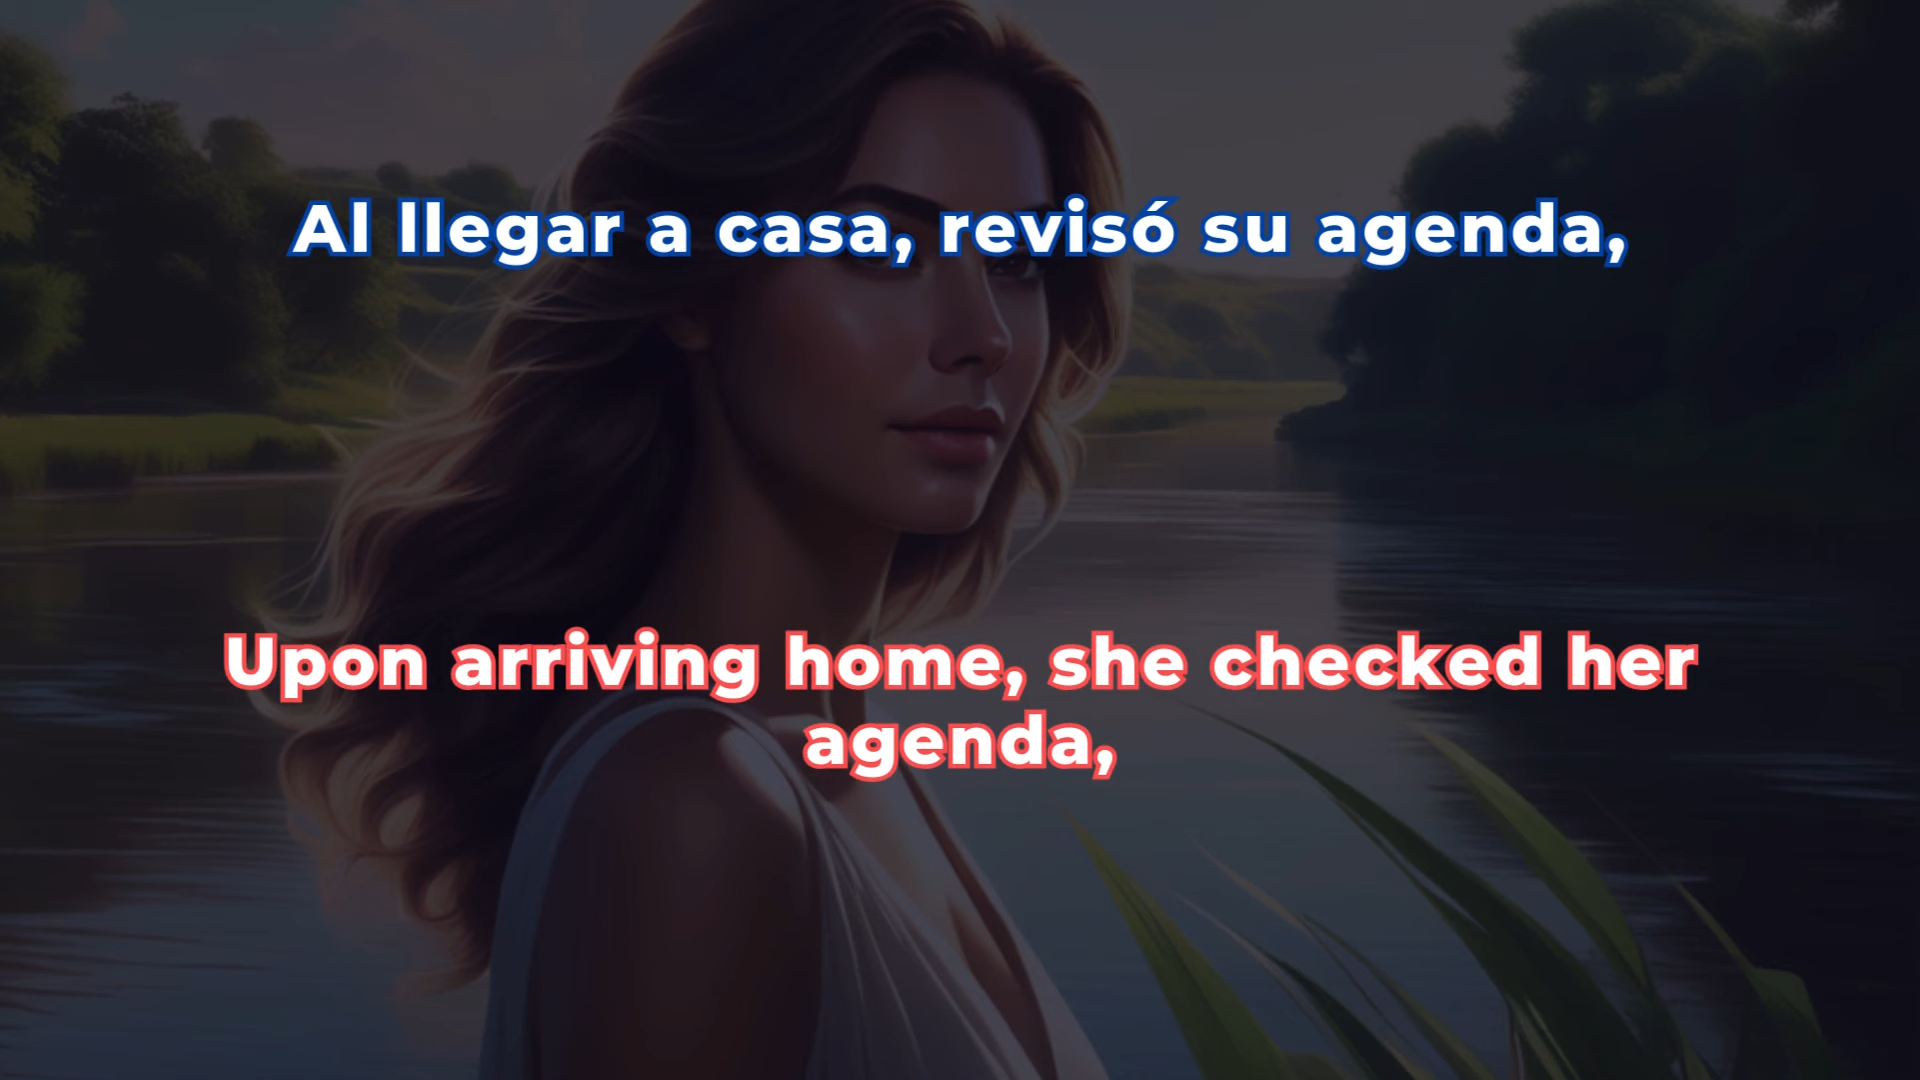 Al llegar a casa, revisó su agenda,
Upon arriving home, she checked her
agenda,